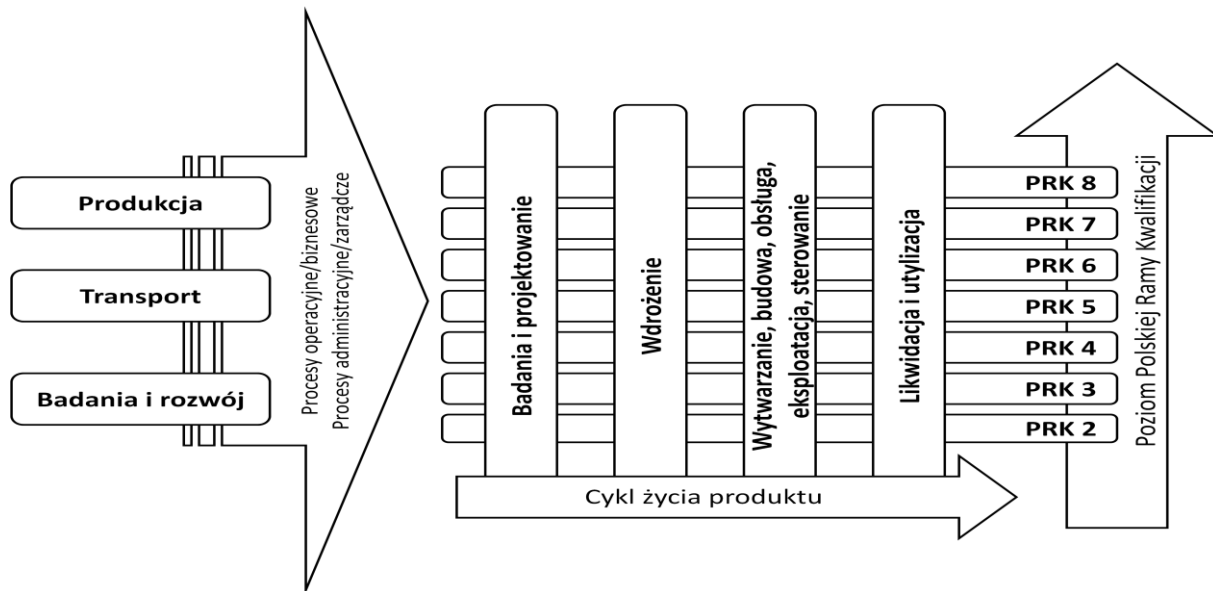 Produkcja
Transport
Badania i rozwój
Procesy operacyjne/biznesowe
Procesy administracyjne/zarządcze
Badania i projektowanie
Wdrożenie
Wytwarzanie, budowa, obsługa,
eksploatacja, sterowanie
Likwidacja i utylizacja
PRK 8
PRK 7
PRK 6
PRK 5
PRK 4
PRK 3
PRK 2
Cykl życia produktu
Poziom Polskiej Ramy Kwalifikacji